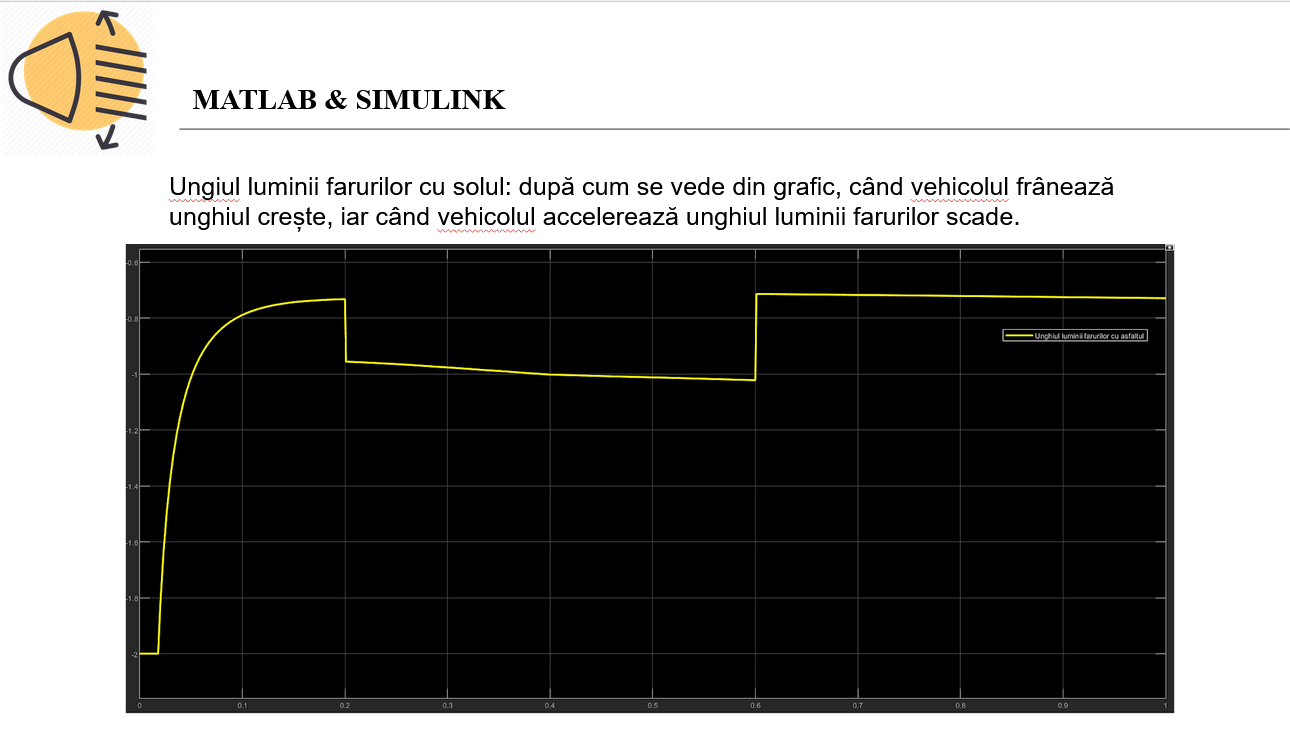 MATLAB & SIMULINK
Ungiul luminii farurilor cu solul: după cum se vede din grafic, când vehicolul frânează
unghiul crește, iar când vehicolul accelerează unghiul luminii farurilor scade.
-0.6
-0.8
Unghiul luminii farurilor cu asfaltul
-1
-1.2
-1.4
-1.6
-1.8
-2
0 0.1 0.2 0.3 0.4 0.5 0.6 0.7 0.8 0.9 1